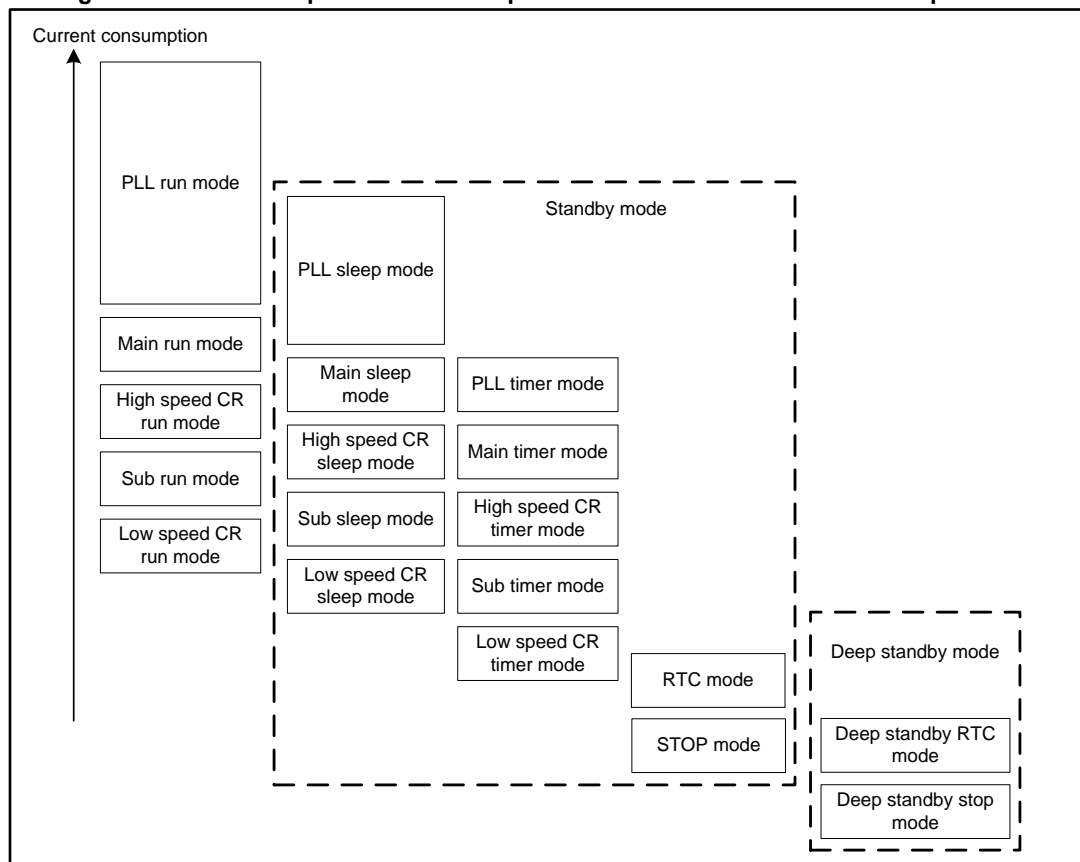 Current consumption
PLL run mode
Main run mode
High speed CR
run mode
Sub run mode
Low speed CR
run mode
Standby mode
PLL sleep mode
Main sleep
mode
High speed CR
sleep mode
Sub sleep mode
Low speed CR
sleep mode
PLL timer mode
Main timer mode
High speed CR
timer mode
Sub timer mode
Low speed CR
timer mode
RTC mode
STOP mode
Deep standby mode
Deep standby RTC
mode
Deep standby stop
mode